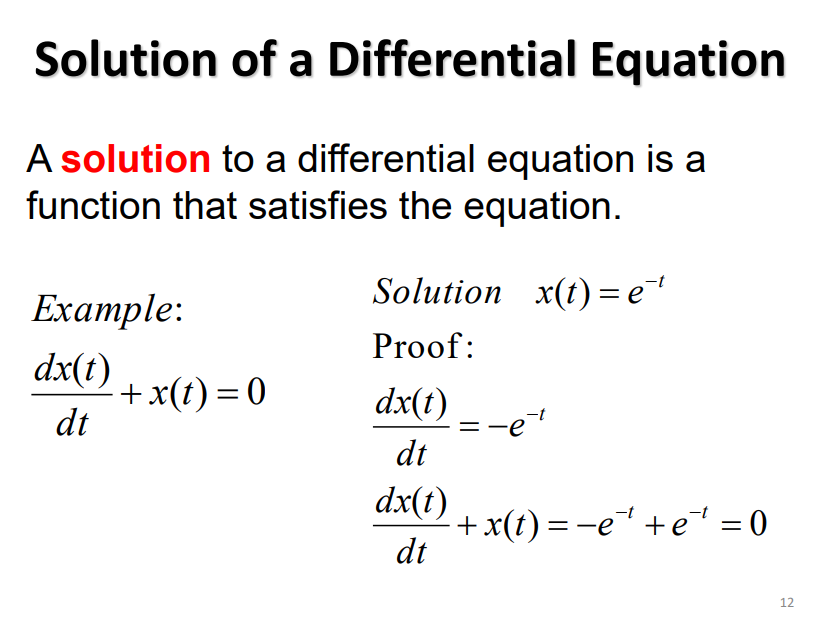 Solution of a Differential Equation
A solution to a differential equation is a
function that satisfies the equation.
Example:
dx(t)/dt + x(t) = 0
Solution x(t) = e^{-t}
Proof:
dx(t)/dt = -e^{-t}
dx(t)/dt + x(t) = -e^{-t} + e^{-t} = 0
12